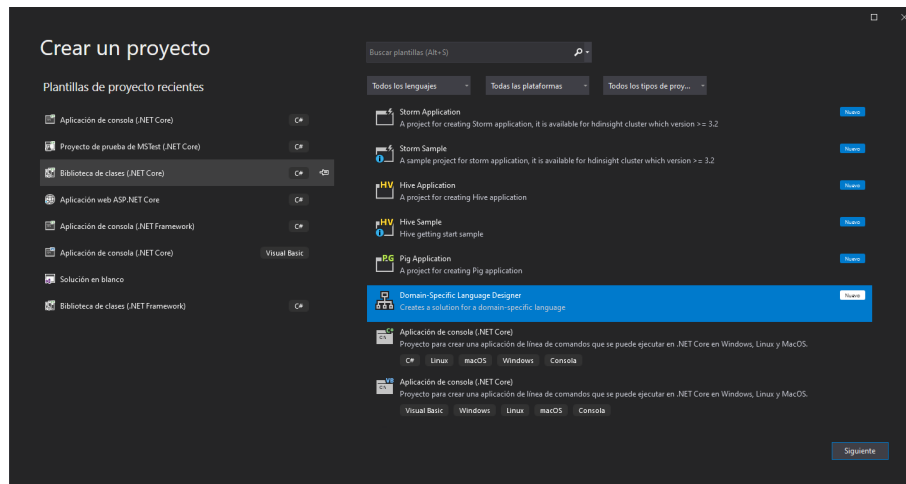 Crear un proyecto
Buscar plantillas (Alt+S)
Plantillas de proyecto recientes
Todos los lenguajes
Todas las plataformas
Todos los tipos de proy...
Aplicación de consola (.NET Core)
C#
Proyecto de prueba de MSTest (.NET Core)
C#
Biblioteca de clases (.NET Core)
C#
Aplicación web ASP.NET Core
C#
Aplicación de consola (.NET Framework)
C#
Aplicación de consola (.NET Core)
Visual Basic
Solución en blanco
Biblioteca de clases (.NET Framework)
C#
Storm Application
Nuevo
A project for creating Storm application, it is available for hdinsight cluster which version >= 3.2
Storm Sample
Nuevo
A sample project for storm application, it is available for hdinsight cluster which version >= 3.2
HV
Hive Application
Nuevo
A project for creating Hive application
HV
Hive Sample
Nuevo
Hive getting start sample
P.G
Pig Application
Nuevo
A project for creating Pig application
Domain-Specific Language Designer
Nuevo
Creates a solution for a domain-specific language
Aplicación de consola (.NET Core)
Proyecto para crear una aplicación de línea de comandos que se puede ejecutar en .NET Core en Windows, Linux y MacOS.
C# Linux macOS Windows Consola
Aplicación de consola (.NET Core)
Proyecto para crear una aplicación de línea de comandos que se puede ejecutar en .NET Core en Windows, Linux y MacOS.
Visual Basic Windows Linux macOS Consola
Siguiente